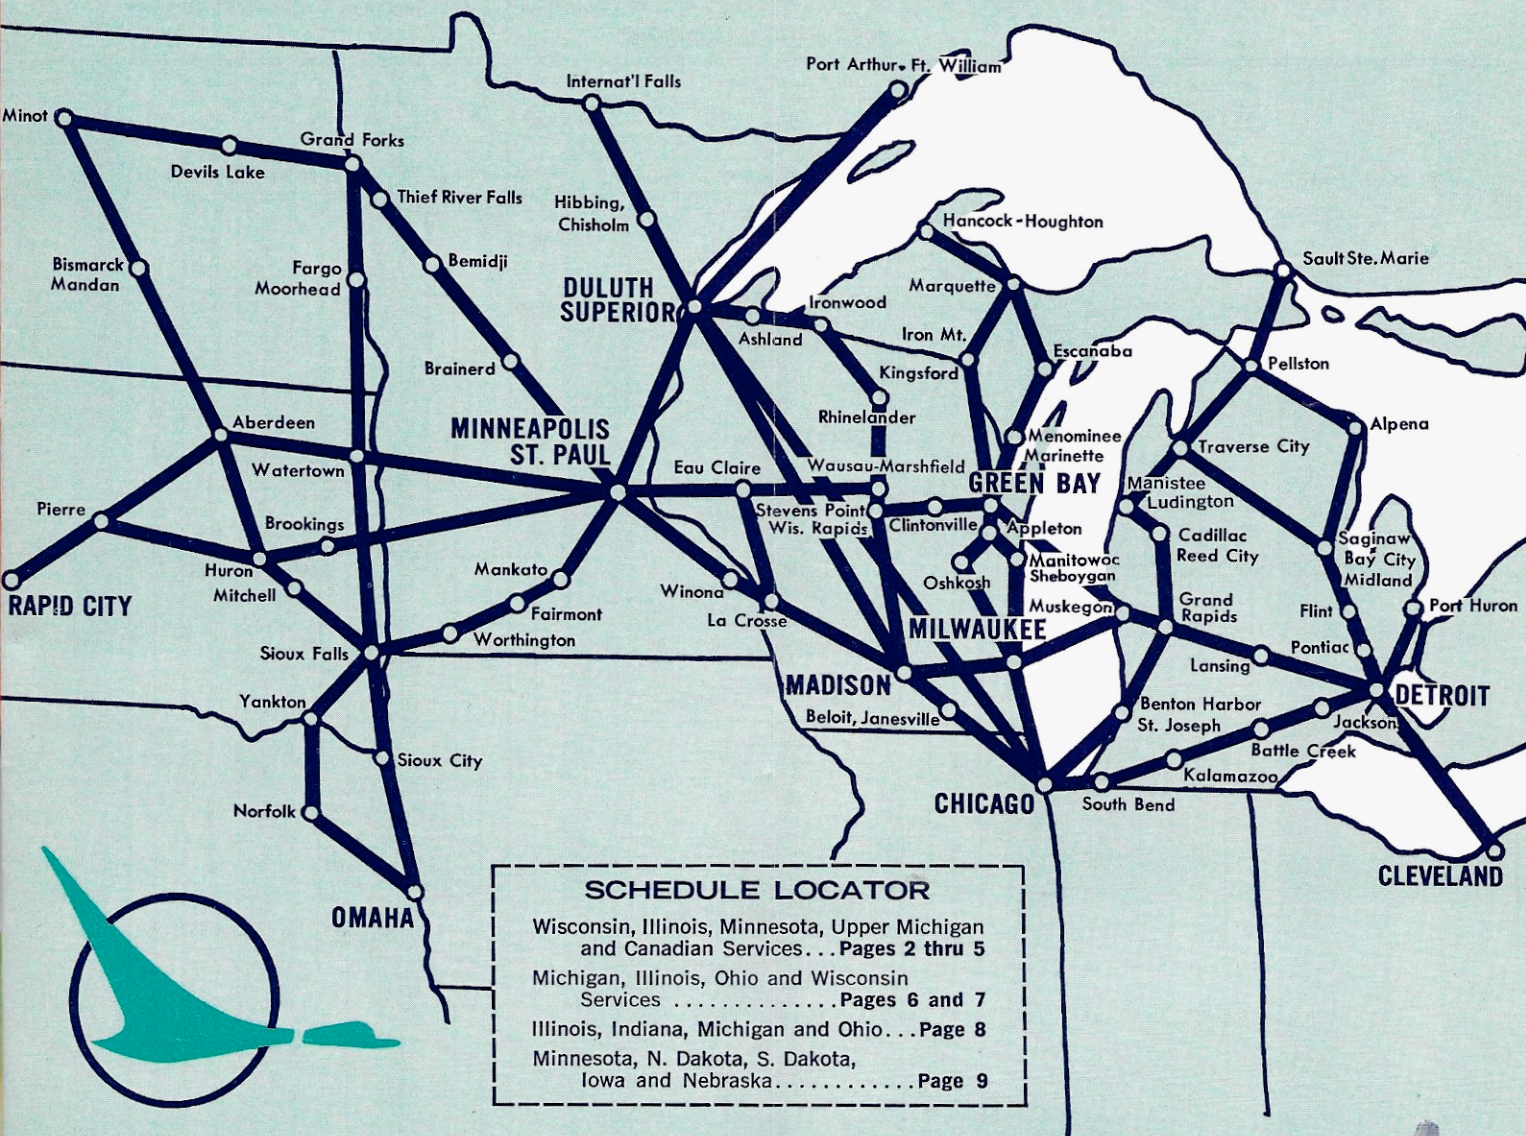 Port Arthur • Ft. William
Internat'l Falls
Minot
Grand Forks
Devils Lake
Thief River Falls
Hibbing,
Chisholm
Hancock - Houghton
Bismarck
Mandan
Fargo
Moorhead
Bemidji
Sault Ste. Marie
DULUTH
SUPERIOR
Marquette
Ironwood
Ashland
Iron Mt.
Kingsford
Escanaba
Brainerd
Pellston
Rhinelander
Aberdeen
MINNEAPOLIS
ST. PAUL
Alpena
Menominee
Marinette
Traverse City
Watertown
Eau Claire
Wausau-Marshfield
GREEN BAY
Manistee
Ludington
Pierre
Brookings
Stevens Point
Wis. Rapids
Clintonville
Appleton
Cadillac
Reed City
Saginaw
Bay City
Midland
Huron
Mitchell
Mankato
Winona
Oshkosh
Manitowoc
Sheboygan
RAPID CITY
Fairmont
La Crosse
Muskegon
Grand
Rapids
Flint
Port Huron
Worthington
MILWAUKEE
Sioux Falls
Lansing
Pontiac
MADISON
DETROIT
Yankton
Beloit, Janesville
Benton Harbor
St. Joseph
Jackson
Battle Creek
Sioux City
Kalamazoo
Norfolk
CHICAGO
South Bend
CLEVELAND
OMAHA
SCHEDULE LOCATOR
Wisconsin, Illinois, Minnesota, Upper Michigan
and Canadian Services...Pages 2 thru 5
Michigan, Illinois, Ohio and Wisconsin
Services ..............Pages 6 and 7
Illinois, Indiana, Michigan and Ohio...Page 8
Minnesota, N. Dakota, S. Dakota,
Iowa and Nebraska............Page 9